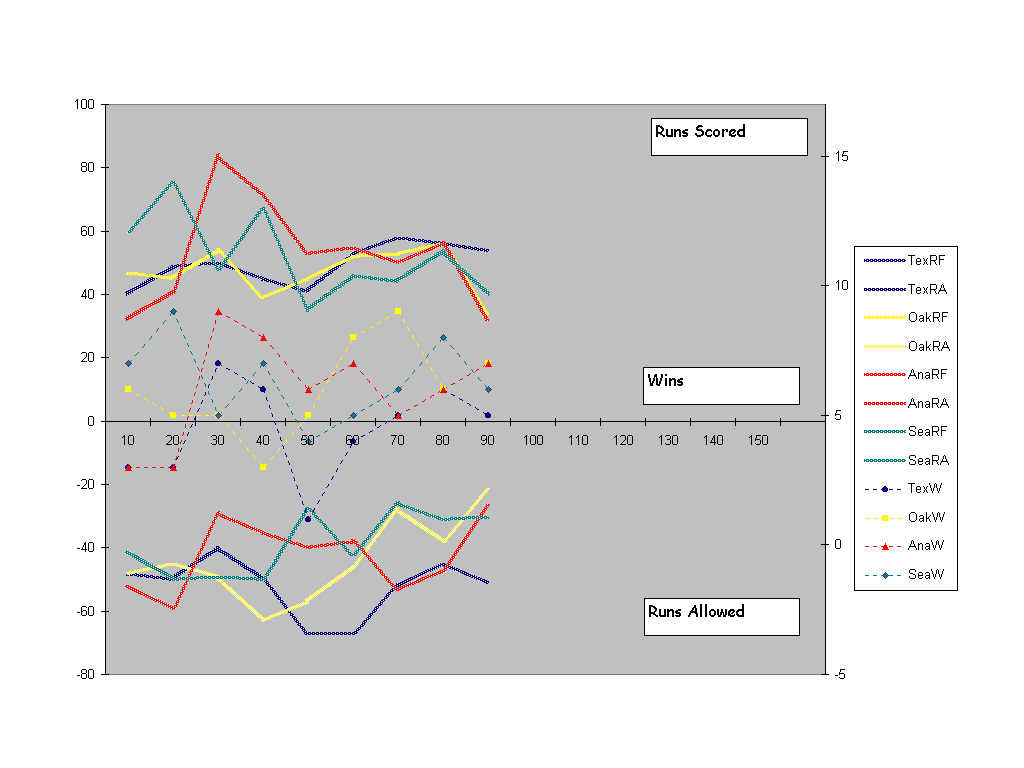 100
80
60
40
20
0
-20
-40
-60
-80
10 20 30 40 50 60 70 80 90 100 110 120 130 140 150
15
10
5
0
-5
Runs Scored
Wins
Runs Allowed
TexRF
TexRA
OakRF
OakRA
AnaRF
AnaRA
SeaRF
SeaRA
TexW
OakW
AnaW
SeaW